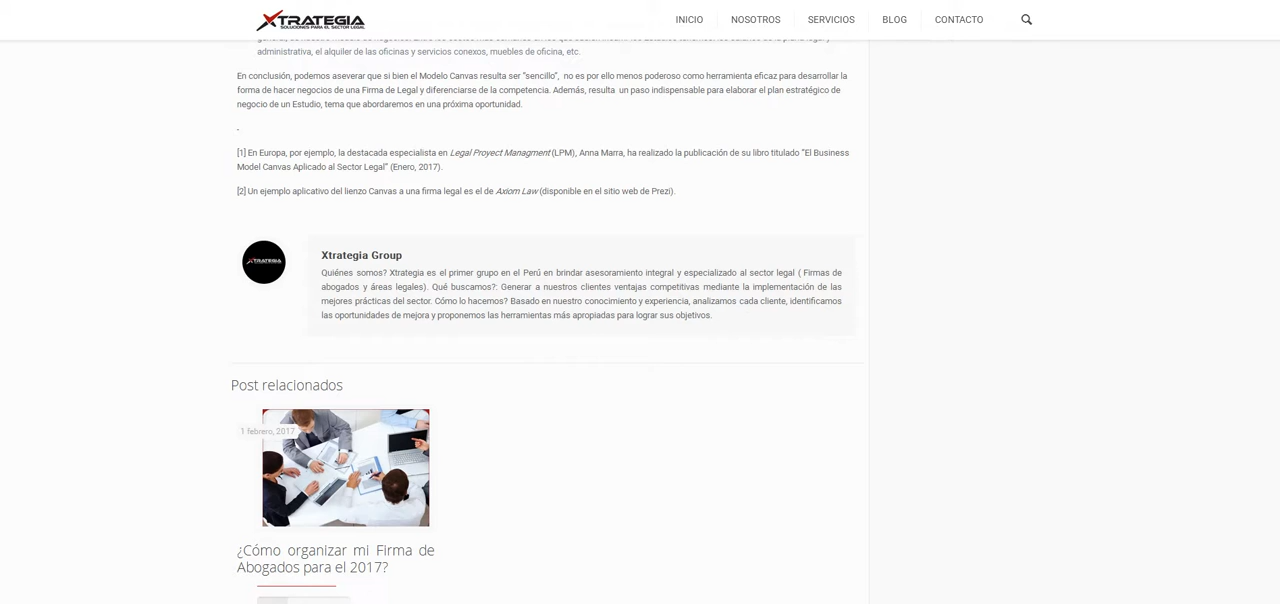 XTRATEGIA
SOLUCIONES PARA EL SECTOR LEGAL
INICIO
NOSOTROS
SERVICIOS
BLOG
CONTACTO
administrativa, el alquiler de las oficinas y servicios conexos, muebles de oficina, etc.
En conclusión, podemos aseverar que si bien el Modelo Canvas resulta ser “sencillo”, no es por ello menos poderoso como herramienta eficaz para desarrollar la
forma de hacer negocios de una Firma de Legal y diferenciarse de la competencia. Además, resulta un paso indispensable para elaborar el plan estratégico de
negocio de un Estudio, tema que abordaremos en una próxima oportunidad.
.
[1] En Europa, por ejemplo, la destacada especialista en Legal Proyect Managment (LPM), Anna Marra, ha realizado la publicación de su libro titulado “El Business
Model Canvas Aplicado al Sector Legal” (Enero, 2017).
[2] Un ejemplo aplicativo del lienzo Canvas a una firma legal es el de Axiom Law (disponible en el sitio web de Prezi).
XTRATEGIA
Xtrategia Group
Quiénes somos? Xtrategia es el primer grupo en el Perú en brindar asesoramiento integral y especializado al sector legal ( Firmas de
abogados y áreas legales). Qué buscamos?: Generar a nuestros clientes ventajas competitivas mediante la implementación de las
mejores prácticas del sector. Cómo lo hacemos? Basado en nuestro conocimiento y experiencia, analizamos cada cliente, identificamos
las oportunidades de mejora y proponemos las herramientas más apropiadas para lograr sus objetivos.
Post relacionados
1 febrero, 2017
¿Cómo organizar mi Firma de
Abogados para el 2017?